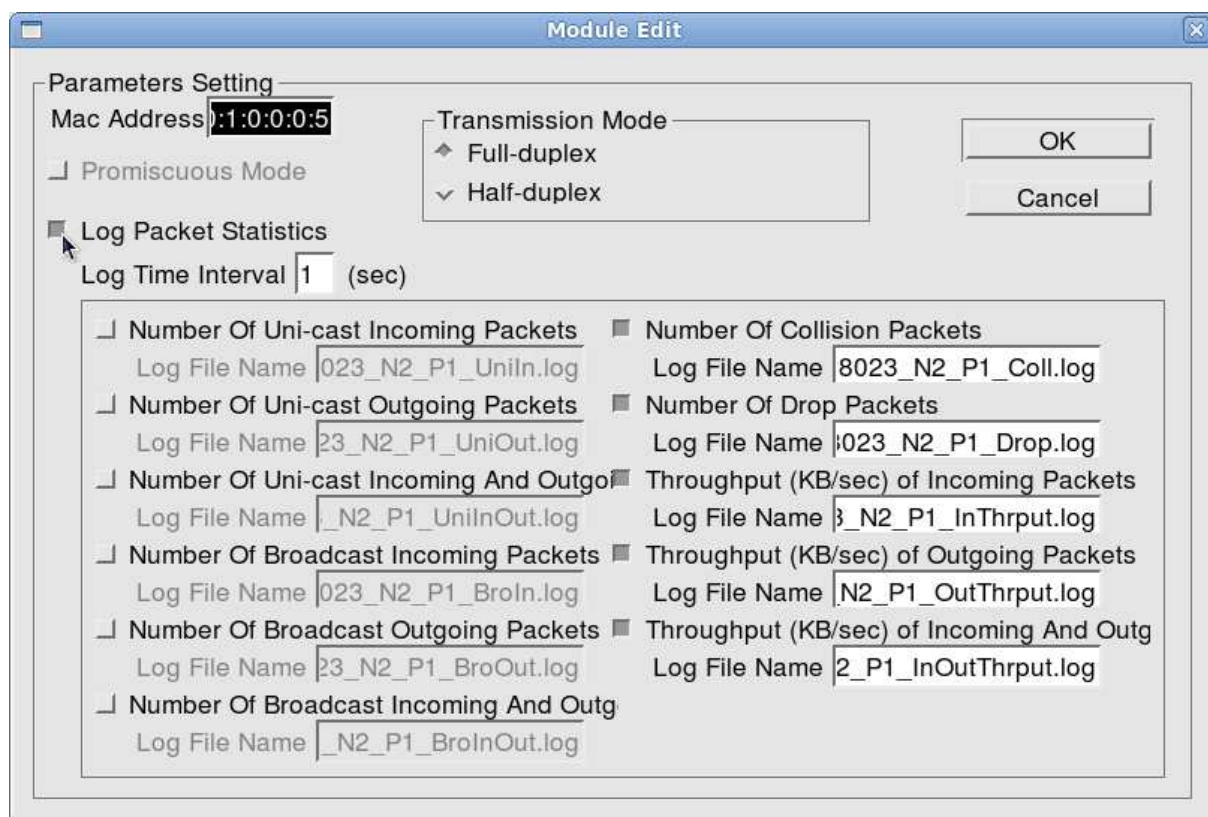 Module Edit
Parameters Setting
Mac Address :1:0:0:0:5
Transmission Mode
Full-duplex
Half-duplex
OK
Cancel
Promiscuous Mode
Log Packet Statistics
Log Time Interval 1 (sec)
Number Of Uni-cast Incoming Packets
Log File Name 023_N2_P1_UniIn.log
Number Of Uni-cast Outgoing Packets
Log File Name 23_N2_P1_UniOut.log
Number Of Uni-cast Incoming And Outgoi
Log File Name _N2_P1_UniInOut.log
Number Of Broadcast Incoming Packets
Log File Name 023_N2_P1_BroIn.log
Number Of Broadcast Outgoing Packets
Log File Name 23_N2_P1_BroOut.log
Number Of Broadcast Incoming And Outg
Log File Name _N2_P1_BroInOut.log
Number Of Collision Packets
Log File Name 8023_N2_P1_Coll.log
Number Of Drop Packets
Log File Name 8023_N2_P1_Drop.log
Throughput (KB/sec) of Incoming Packets
Log File Name 3_N2_P1_InThrput.log
Throughput (KB/sec) of Outgoing Packets
Log File Name _N2_P1_OutThrput.log
Throughput (KB/sec) of Incoming And Outg
Log File Name 2_P1_InOutThrput.log